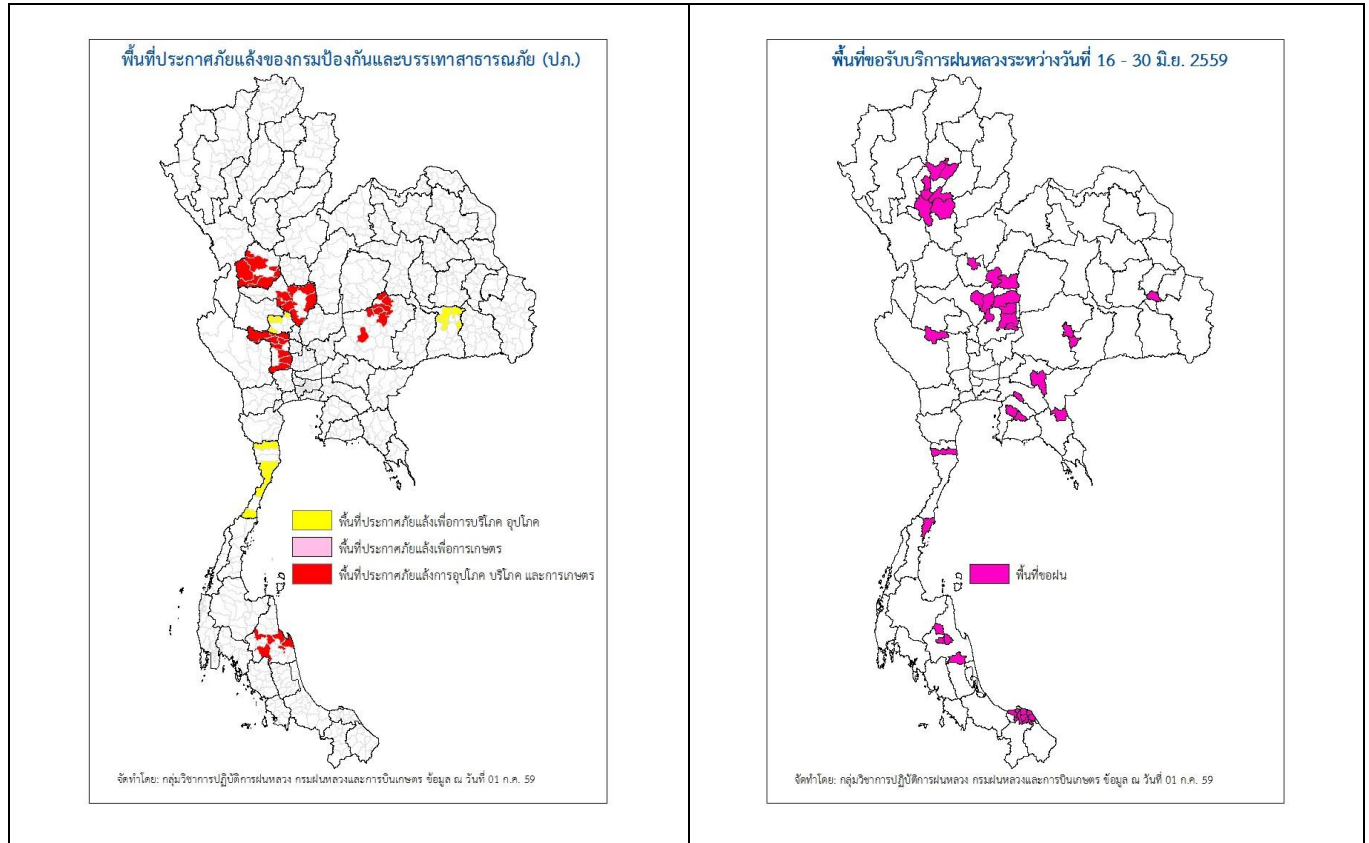 พื้นที่ประกาศภัยแล้งของกรมป้องกันและบรรเทาสาธารณภัย (ปภ.)
พื้นที่ประกาศภัยแล้งเพื่อการบริโภค อุปโภค
พื้นที่ประกาศภัยแล้งเพื่อการเกษตร
พื้นที่ประกาศภัยแล้งการอุปโภค บริโภค และการเกษตร
จัดทำโดย: กลุ่มวิชาการปฏิบัติการฝนหลวง กรมฝนหลวงและการบินเกษตร ข้อมูล ณ วันที่ 01 ก.ค. 59
พื้นที่ขอรับบริการฝนหลวงระหว่างวันที่ 16 - 30 มิ.ย. 2559
พื้นที่ขอฝน
จัดทำโดย: กลุ่มวิชาการปฏิบัติการฝนหลวง กรมฝนหลวงและการบินเกษตร ข้อมูล ณ วันที่ 01 ก.ค. 59